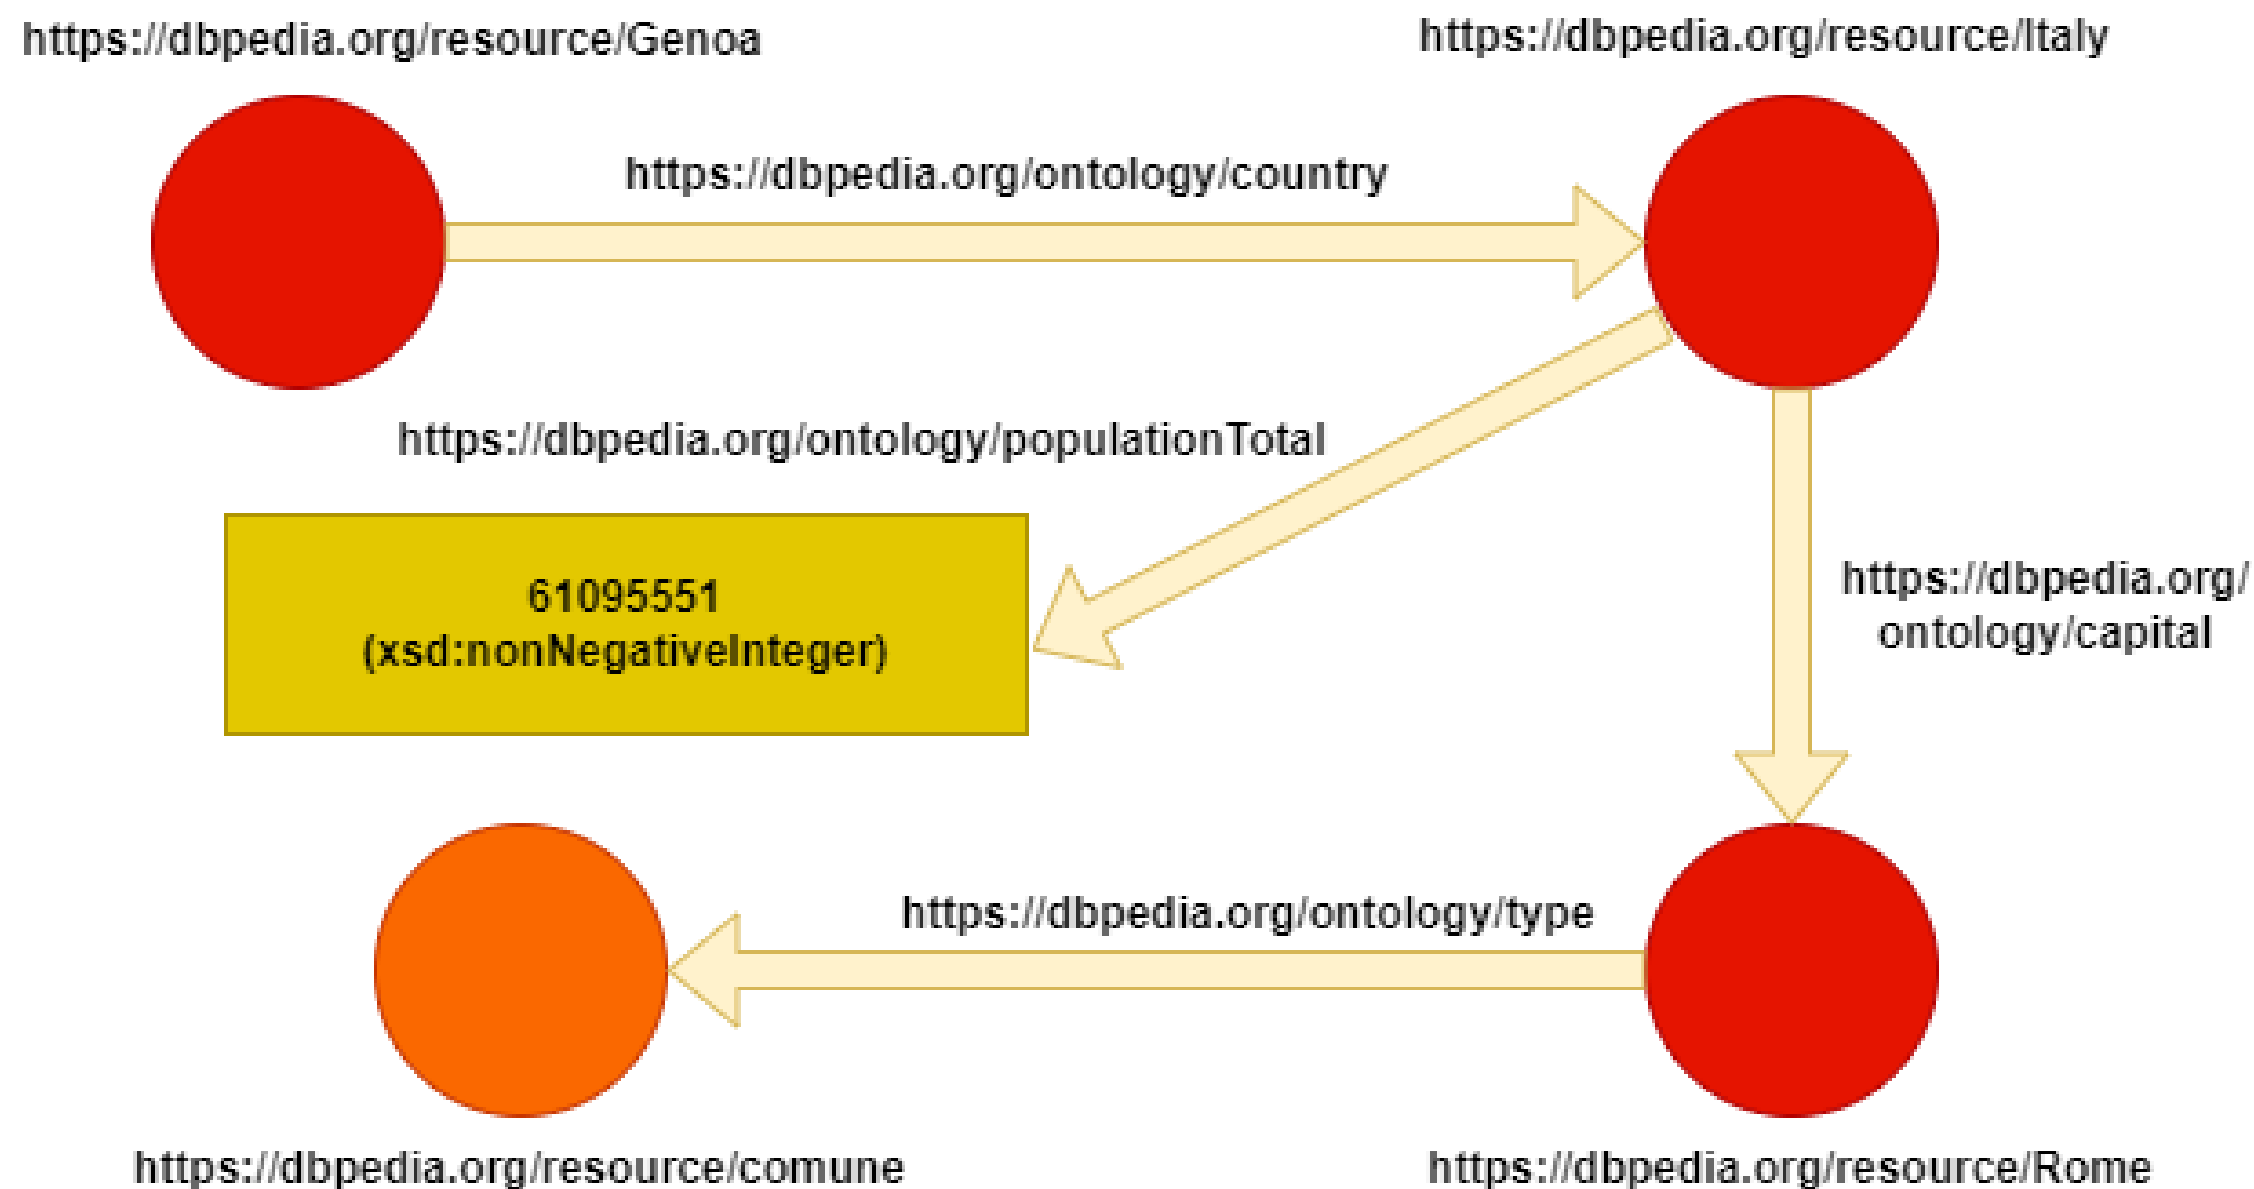 https://dbpedia.org/resource/Genoa
https://dbpedia.org/resource/Italy
https://dbpedia.org/ontology/country
https://dbpedia.org/ontology/populationTotal
61095551
(xsd:nonNegativeInteger)
https://dbpedia.org/
ontology/capital
https://dbpedia.org/ontology/type
https://dbpedia.org/resource/comune
https://dbpedia.org/resource/Rome